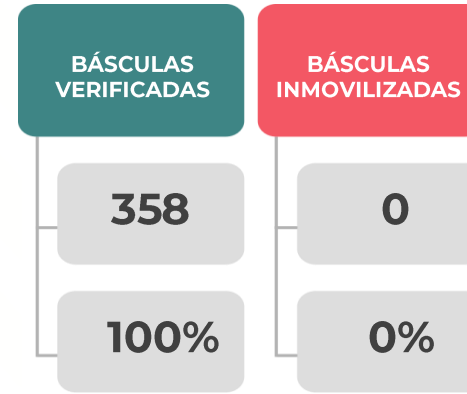 BÁSCULAS
VERIFICADAS
358
100%
BÁSCULAS
INMOVILIZADAS
0
0%